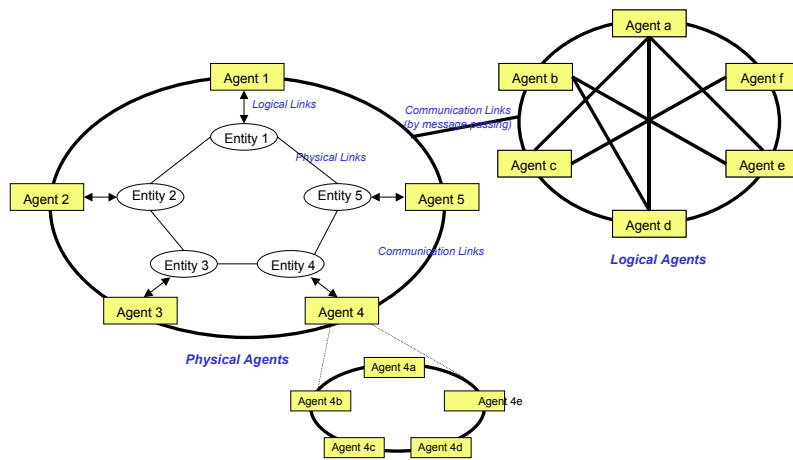 Agent 1
Logical Links
Entity 1
Physical Links
Agent 2
Entity 2
Entity 5
Agent 5
Entity 3
Entity 4
Communication Links
Agent 3
Agent 4
Physical Agents
Communication Links
(by message passing)
Agent a
Agent b
Agent f
Agent c
Agent e
Agent d
Logical Agents
Agent 4a
Agent 4b
Agent 4e
Agent 4c
Agent 4d